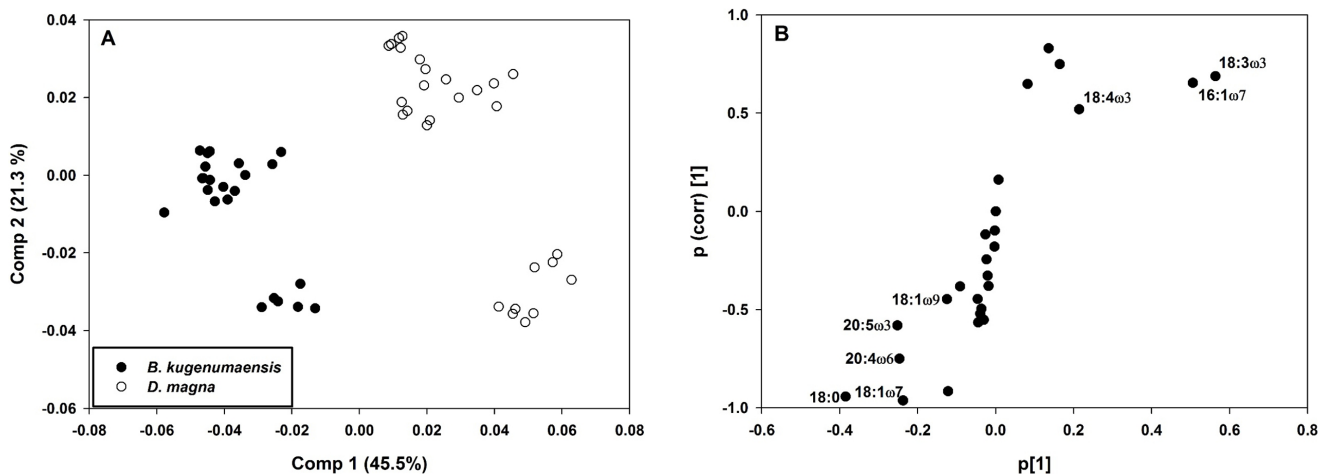 A
Comp 2 (21.3 %)
0.04
0.02
0.00
-0.02
-0.04
-0.06
B. kugenumaensis
D. magna
-0.08 -0.06 -0.04 -0.02 0.00 0.02 0.04 0.06 0.08
Comp 1 (45.5%)
B
p (corr) [1]
1.0
0.5
0.0
-0.5
-1.0
18:3ω3
16:1ω7
18:4ω3
18:1ω9
20:5ω3
20:4ω6
18:0
18:1ω7
-0.6 -0.4 -0.2 0.0 0.2 0.4 0.6 0.8
p[1]